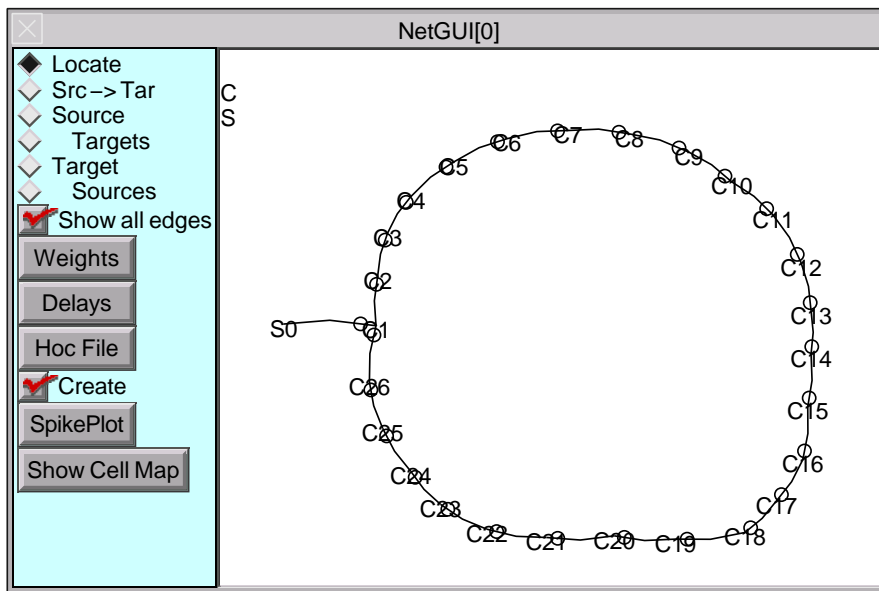 NetGUI[0]
Locate
Src->Tar
Source
Targets
Target
Sources
Show all edges
Weights
Delays
Hoc File
Create
SpikePlot
Show Cell Map
C
S
S0
C1
C2
C3
C4
C5
C6
C7
C8
C9
C10
C11
C12
C13
C14
C15
C16
C17
C18
C19
C20
C21
C22
C23
C24
C25
C26